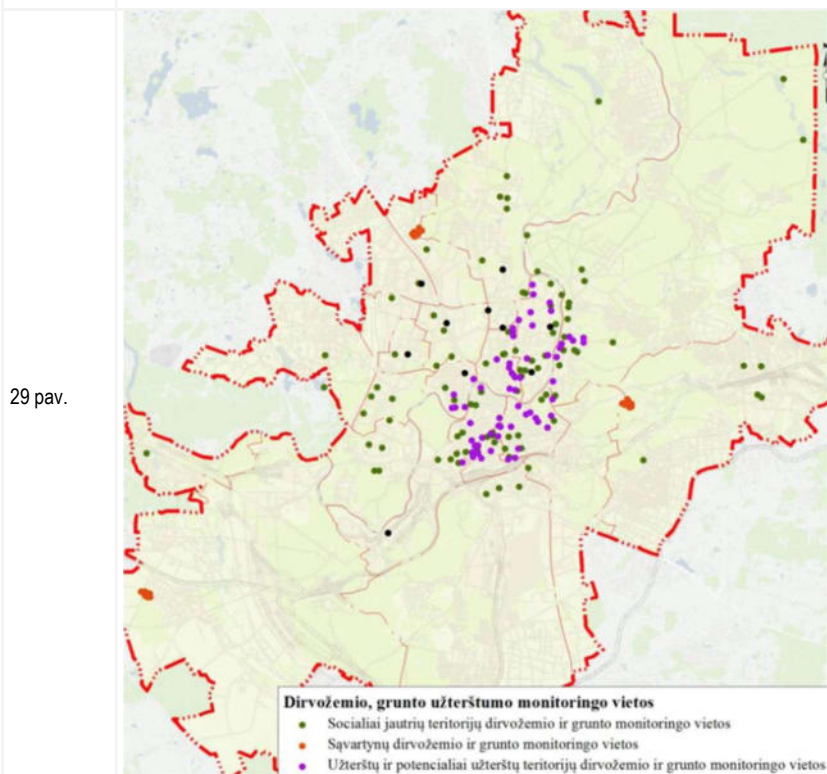 29 pav.
Dirvožemio, grunto užterštumo monitoringo vietos
Socialiai jautrių teritorijų dirvožemio ir grunto monitoringo vietos
Sąvartynų dirvožemio ir grunto monitoringo vietos
Užterštų ir potencialiai užterštų teritorijų dirvožemio ir grunto monitoringo vietos